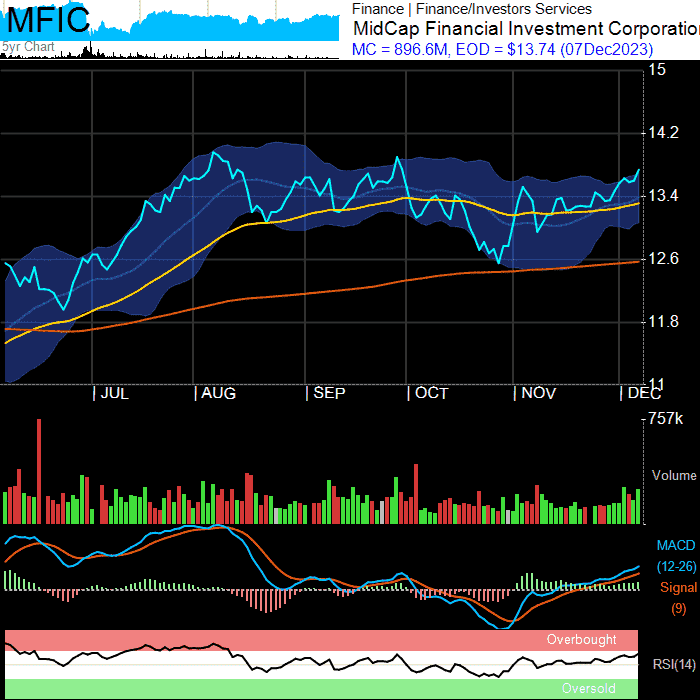 MFIC
5yr Chart
Finance | Finance/Investors Services
MidCap Financial Investment Corporatio
MC = 896.6M, EOD = $13.74 (07Dec2023)
15
14.2
13.4
12.6
11.8
11
JUL
AUG
SEP
OCT
NOV
DEC
757k
Volume
MACD
(12-26)
Signal
(9)
Overbought
RSI(14)
Oversold